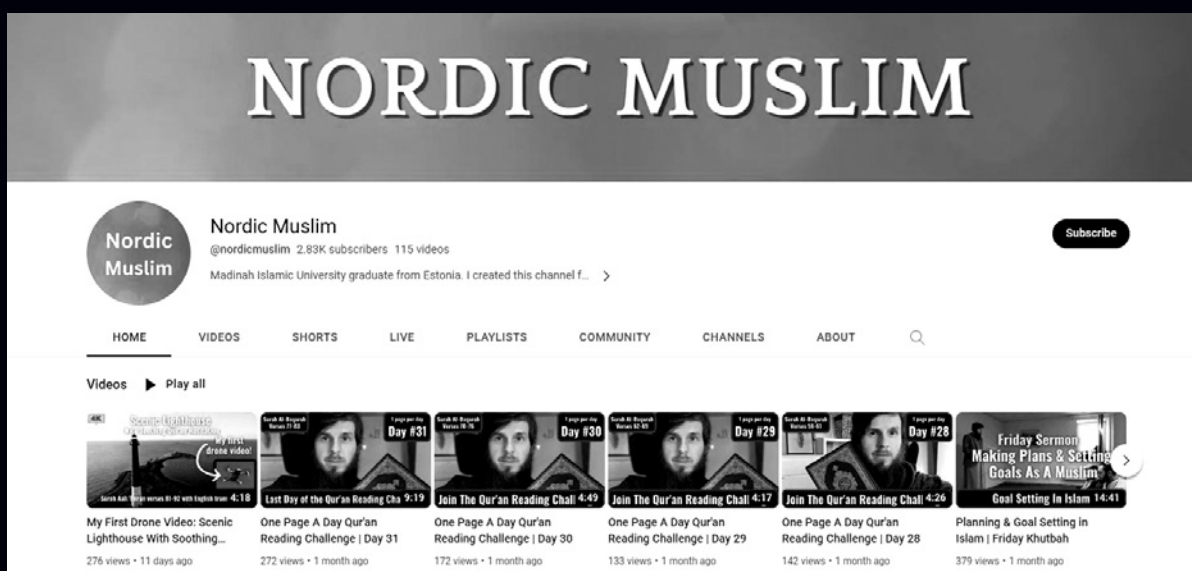 NORDIC MUSLIM
Nordic Muslim
Nordic Muslim
@nordicmuslim 2.83K subscribers 115 videos
Madinah Islamic University graduate from Estonia. I created this channel f...
Subscribe
HOME VIDEOS SHORTS LIVE PLAYLISTS COMMUNITY CHANNELS ABOUT
Videos Play all
4K
Scenic Lighthouse
My first drone video!
4:18
Day #31
Last Day of the Qur'an Reading Cha 9:19
Day #30
Join The Qur'an Reading Chall 4:49
Day #29
Join The Qur'an Reading Chall 4:17
Day #28
Join The Qur'an Reading Chall 4:26
Friday Sermon
Making Plans & Setting
Goals As A Muslim
Goal Setting In Islam 14:41
My First Drone Video: Scenic
Lighthouse With Soothing...
276 views • 11 days ago
One Page A Day Qur'an
Reading Challenge | Day 31
272 views • 1 month ago
One Page A Day Qur'an
Reading Challenge | Day 30
172 views • 1 month ago
One Page A Day Qur'an
Reading Challenge | Day 29
133 views • 1 month ago
One Page A Day Qur'an
Reading Challenge | Day 28
142 views • 1 month ago
Planning & Goal Setting in
Islam | Friday Khutbah
379 views • 1 month ago